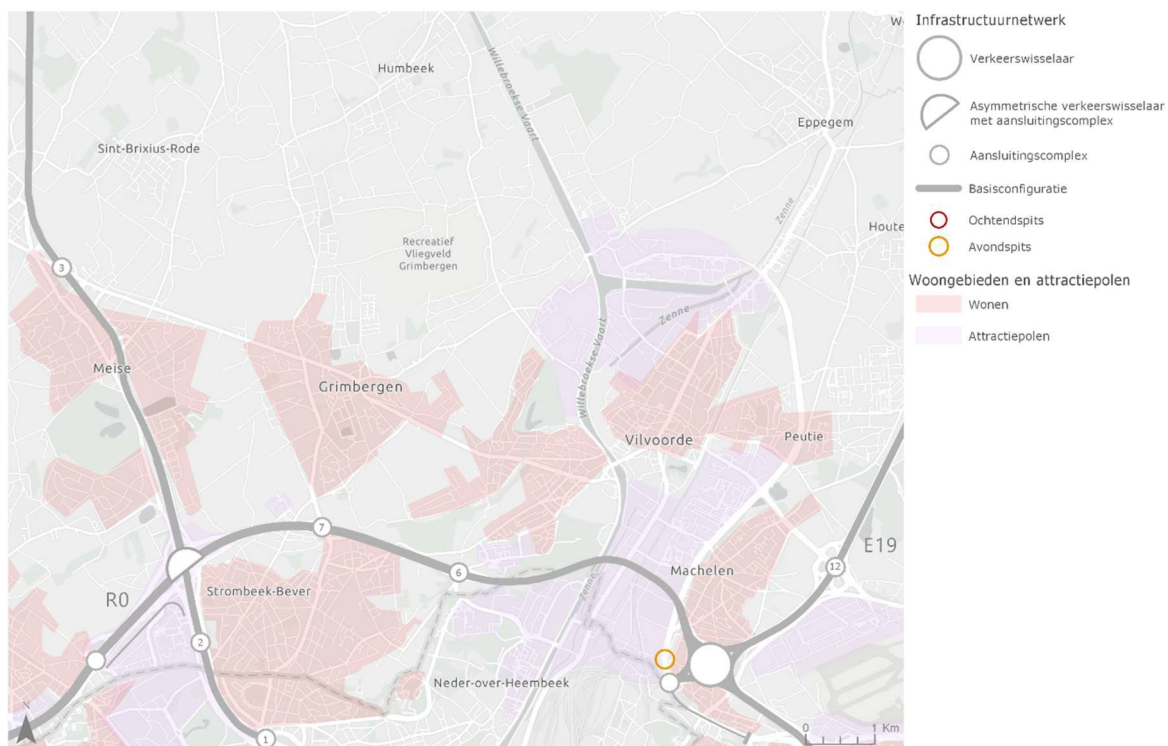 Humbeek
Willebroekse Vaart
Sint-Brixius-Rode
Eppegem
Zenne
Recreatief
Vliegveld
Grimbergen
Houte
3
Zenne
Willebroekse Vaart
Meise
Grimbergen
Vilvoorde
Peutie
7
E19
6
Machelen
12
R0
Strombeek-Bever
Zenne
2
Neder-over-Heembeek
N
1
0 1 Km
Infrastructuurnetwerk
Verkeerswisselaar
Asymmetrische verkeerswisselaar
met aansluitingscomplex
Aansluitingscomplex
Basisconfiguratie
Ochtendspits
Avondspits
Woongebieden en attractiepolen
Wonen
Attractiepolen